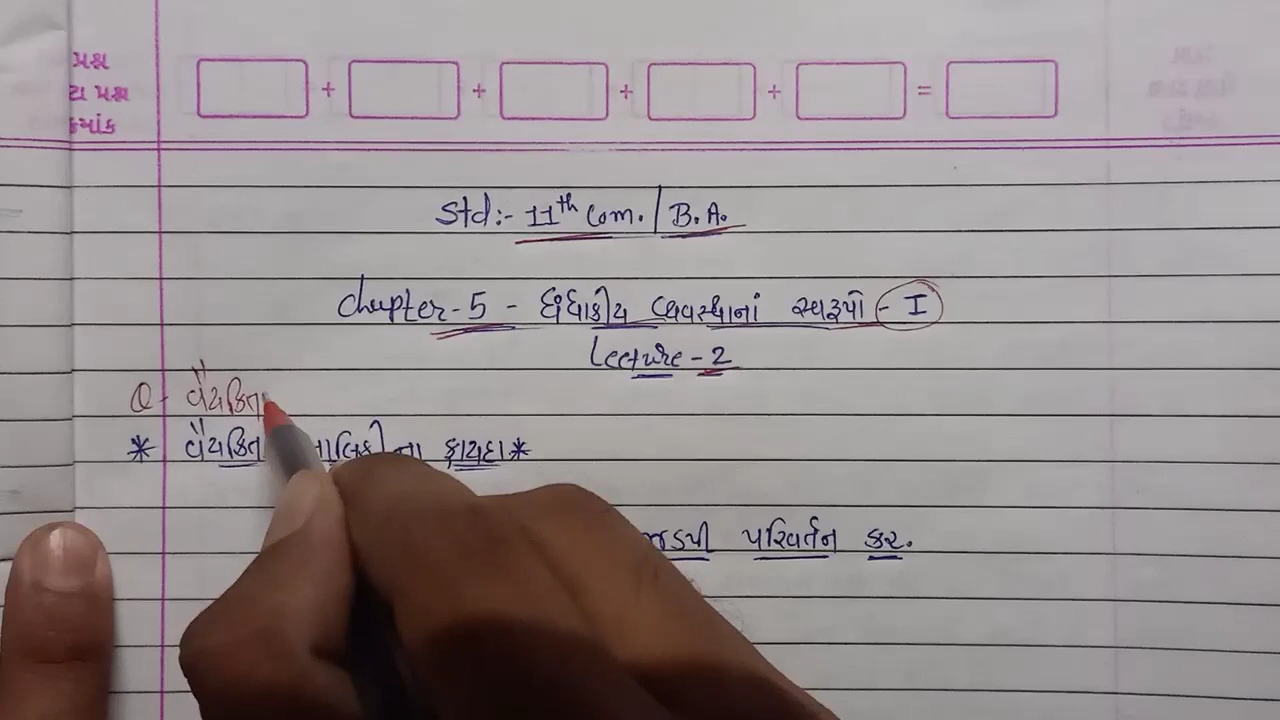 પ્રશ્ન
ટા પ્રશ્ન
ક્રમાંક
+ + + + =
Std:- 11th Com. / B.A.
Chapter-5 - ધંધાકીય વ્યવસ્થાનાં સ્વરૂપો - I
Lecture - 2
Q- વૈયકિત
* વૈયકિત માલિકી ના ફાયદા *
ઝડપી પરિવર્તન કર.